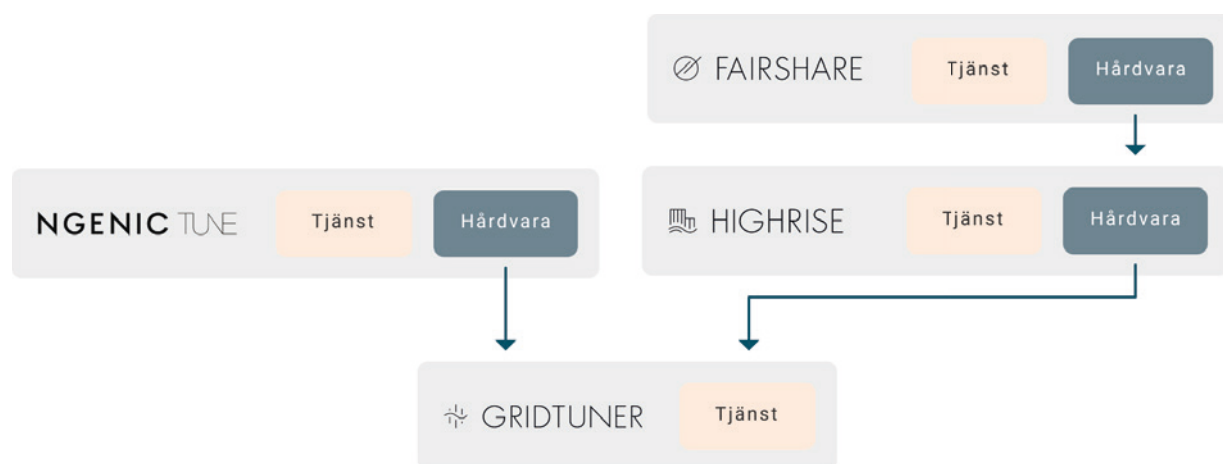 FAIRSHARE Tjänst Hårdvara
NGENIC TUNE Tjänst Hårdvara
HIGHRISE Tjänst Hårdvara
GRIDTUNER Tjänst